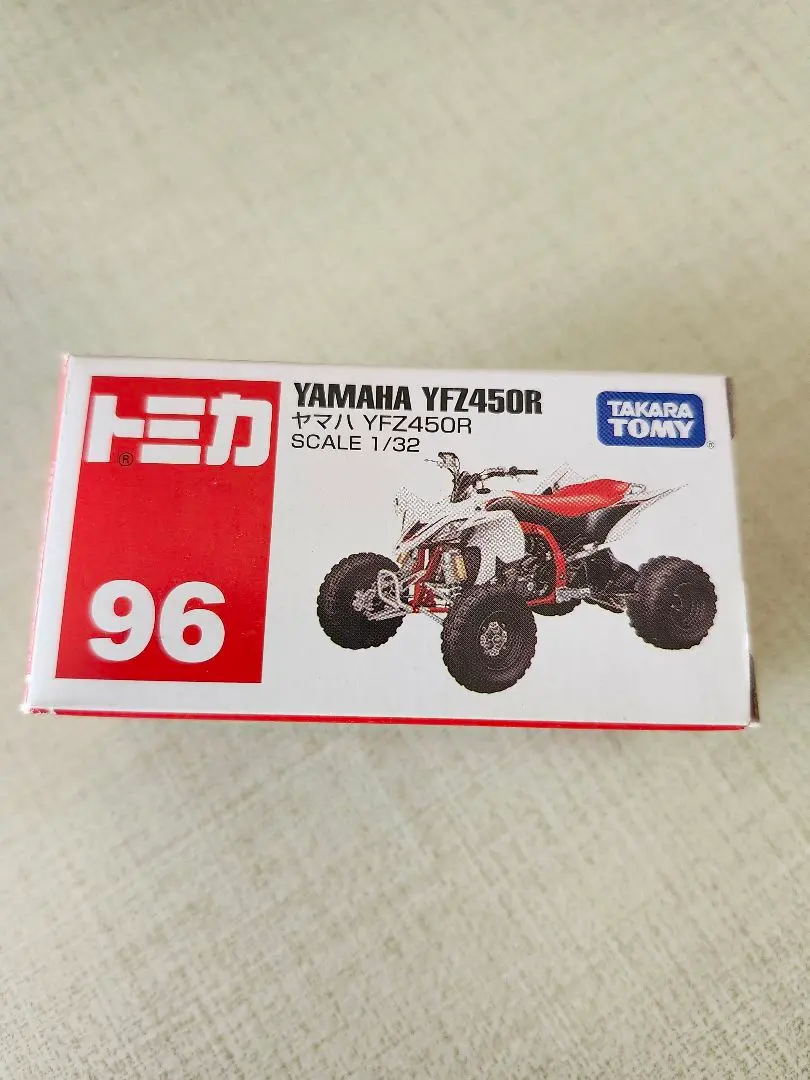 トミカ
®
96
YAMAHA YFZ450R
ヤマハ YFZ450R
SCALE 1/32
TAKARA
TOMY
®